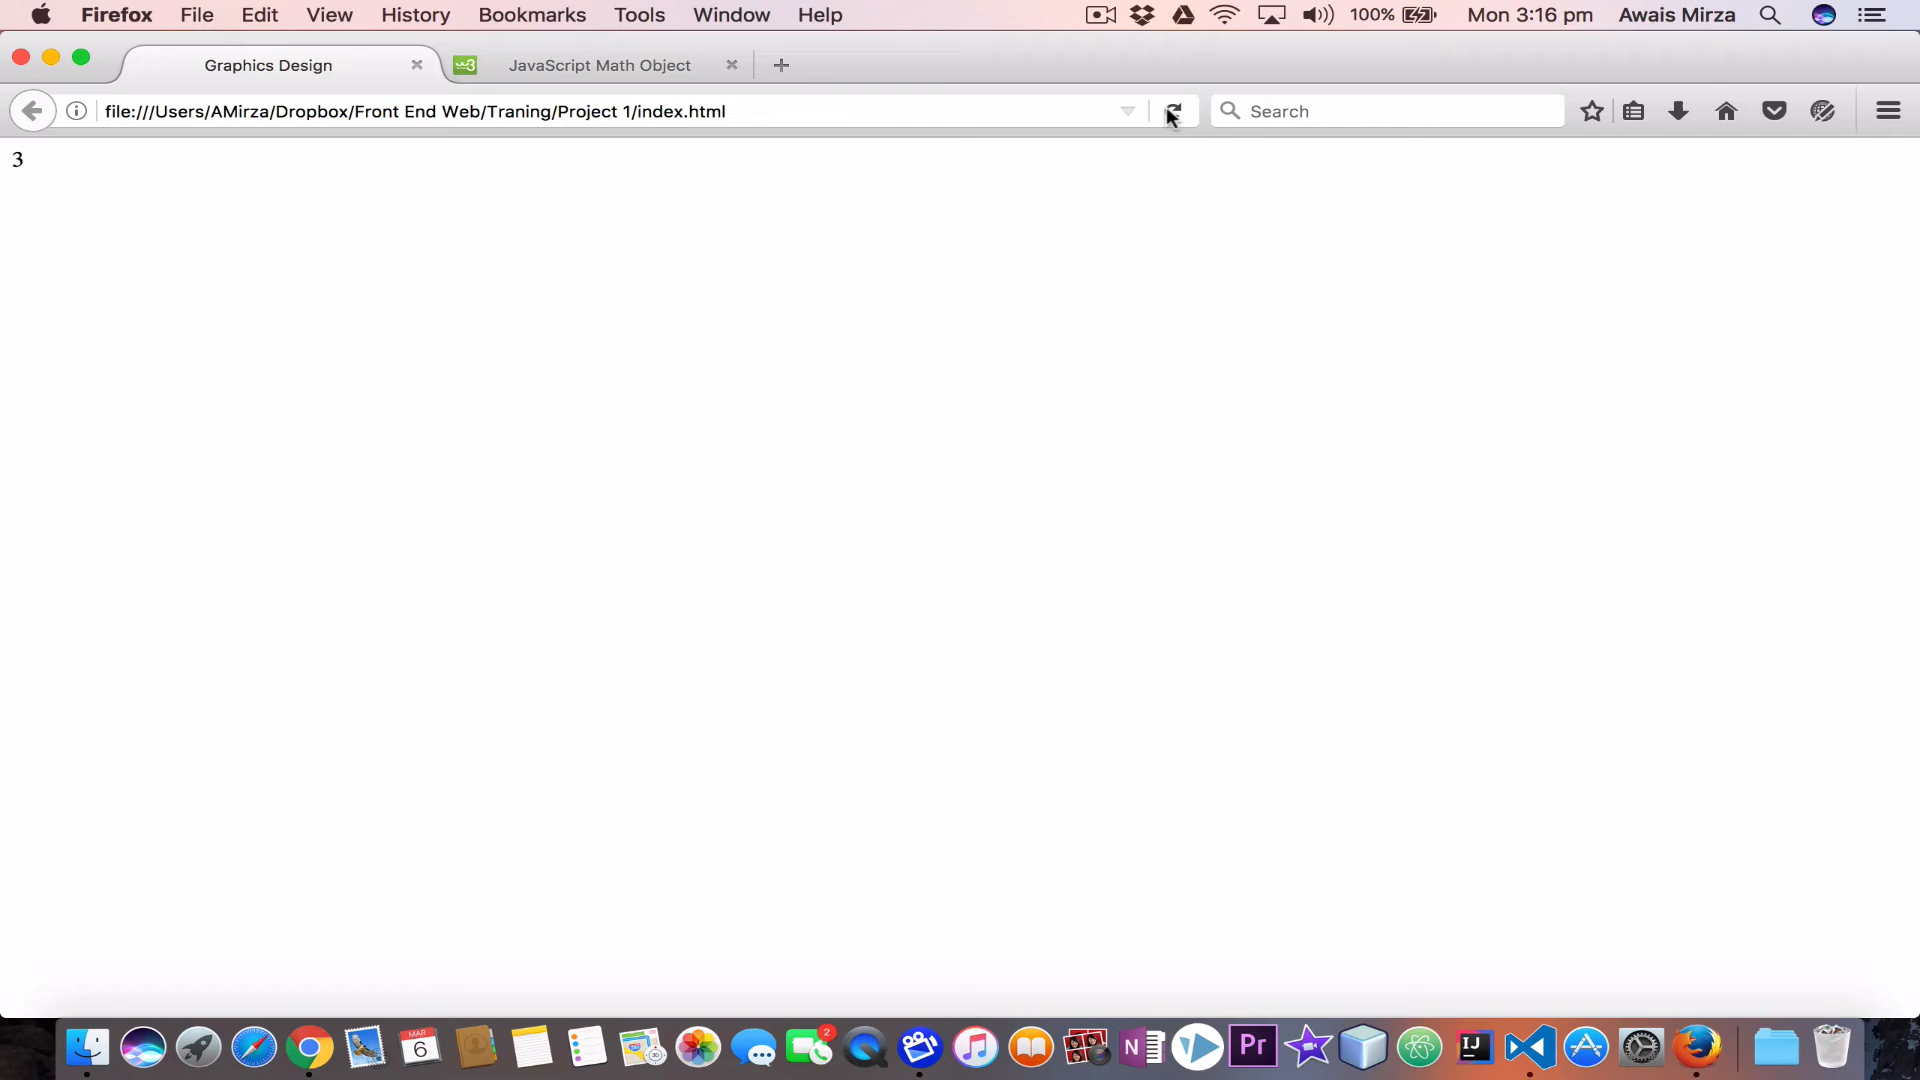 Firefox File Edit View History Bookmarks Tools Window Help 100% Mon 3:16 pm Awais Mirza
Graphics Design JavaScript Math Object
file:///Users/AMirza/Dropbox/Front End Web/Traning/Project 1/index.html Search
3
MAR
6
2
N
Pr
IJ